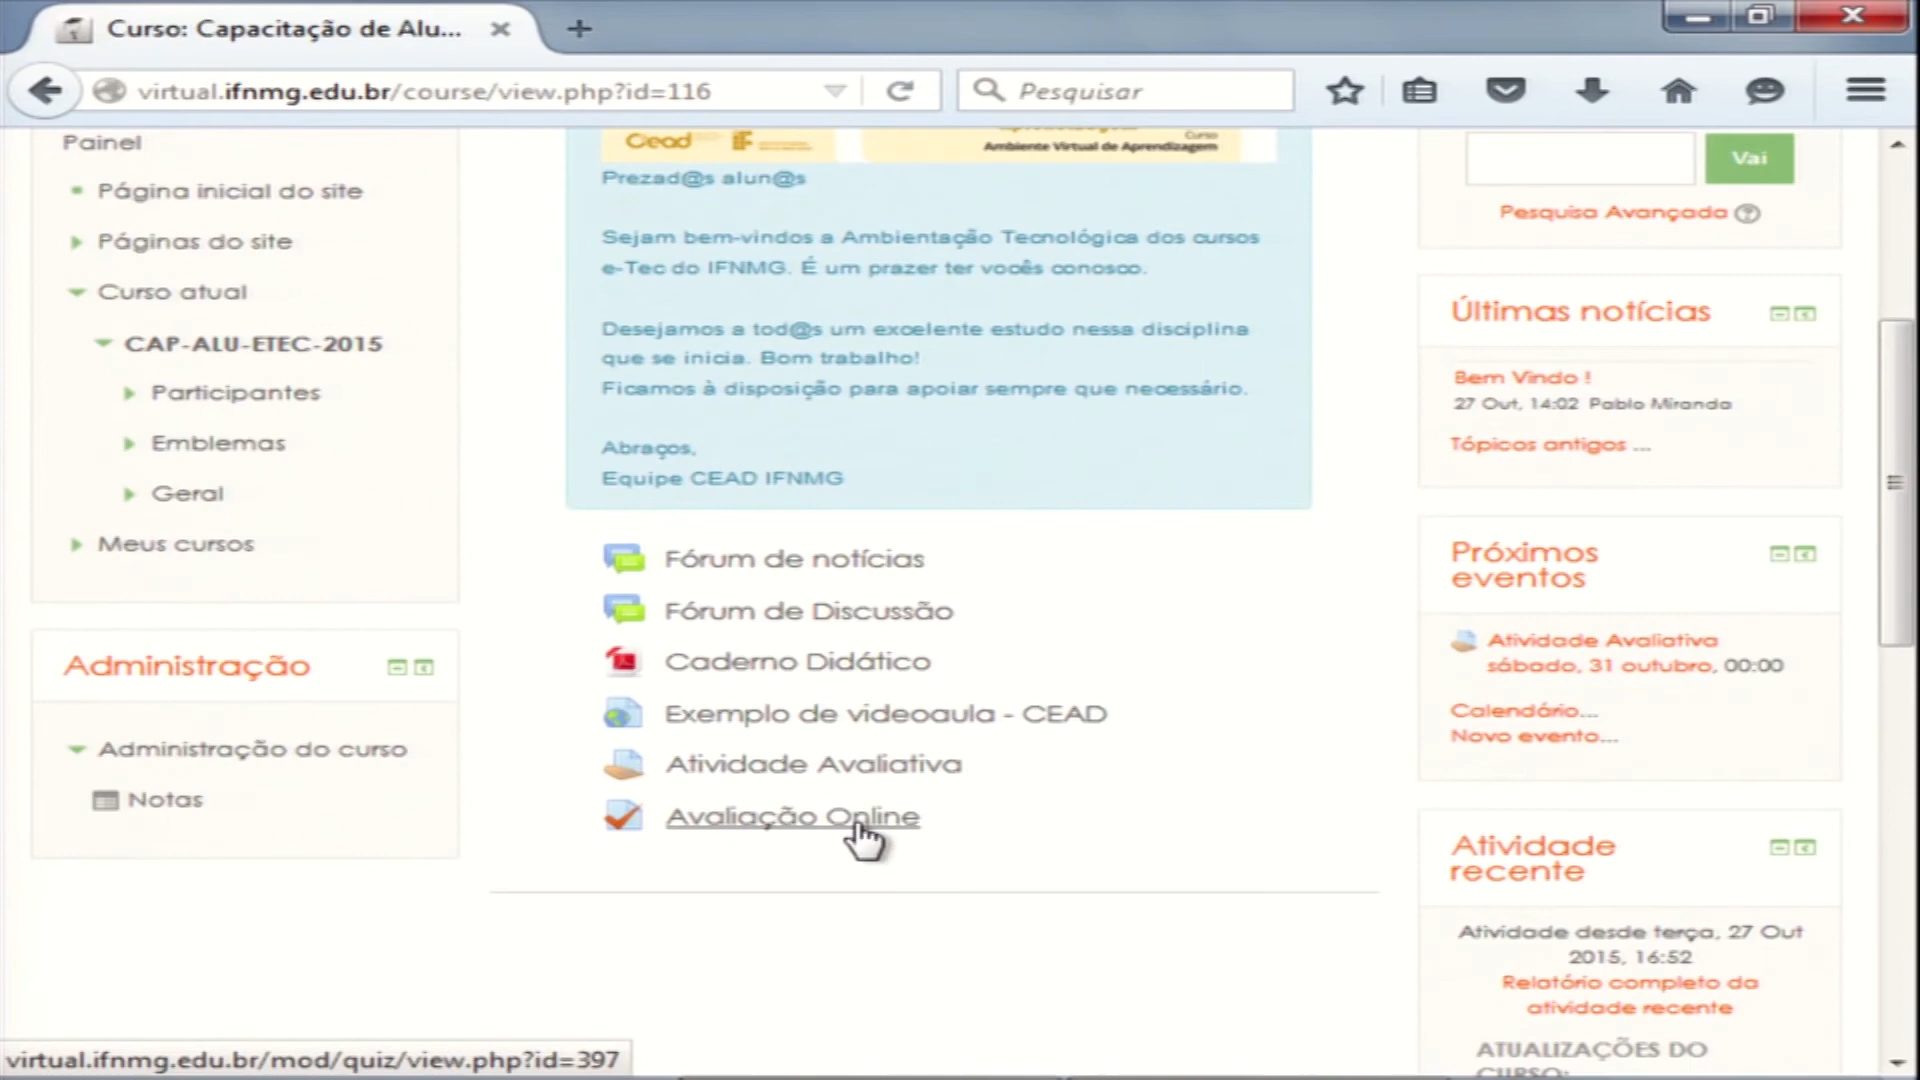 Curso: Capacitação de Alu...
virtual.ifnmg.edu.br/course/view.php?id=116
Pesquisar
Painel
Página inicial do site
Páginas do site
Curso atual
CAP-ALU-ETEC-2015
Participantes
Emblemas
Geral
Meus cursos
Administração
Administração do curso
Notas
Cead
Curso
Ambiente Virtual de Aprendizagem
Prezad@s alun@s
Sejam bem-vindos a Ambientação Tecnológica dos cursos
e-Tec do IFNMG. É um prazer ter vocês conosco.
Desejamos a tod@s um excelente estudo nessa disciplina
que se inicia. Bom trabalho!
Ficamos à disposição para apoiar sempre que necessário.
Abraços,
Equipe CEAD IFNMG
Fórum de notícias
Fórum de Discussão
Caderno Didático
Exemplo de videoaula - CEAD
Atividade Avaliativa
Avaliação Online
Vai
Pesquisa Avançada
Últimas notícias
Bem Vindo !
27 Out, 14:02 Pablo Miranda
Tópicos antigos ...
Próximos
eventos
Atividade Avaliativa
sábado, 31 outubro, 00:00
Calendário...
Novo evento...
Atividade
recente
Atividade desde terça, 27 Out
2015, 16:52
Relatório completo da
atividade recente
ATUALIZAÇÕES DO
CURSO:
virtual.ifnmg.edu.br/mod/quiz/view.php?id=397